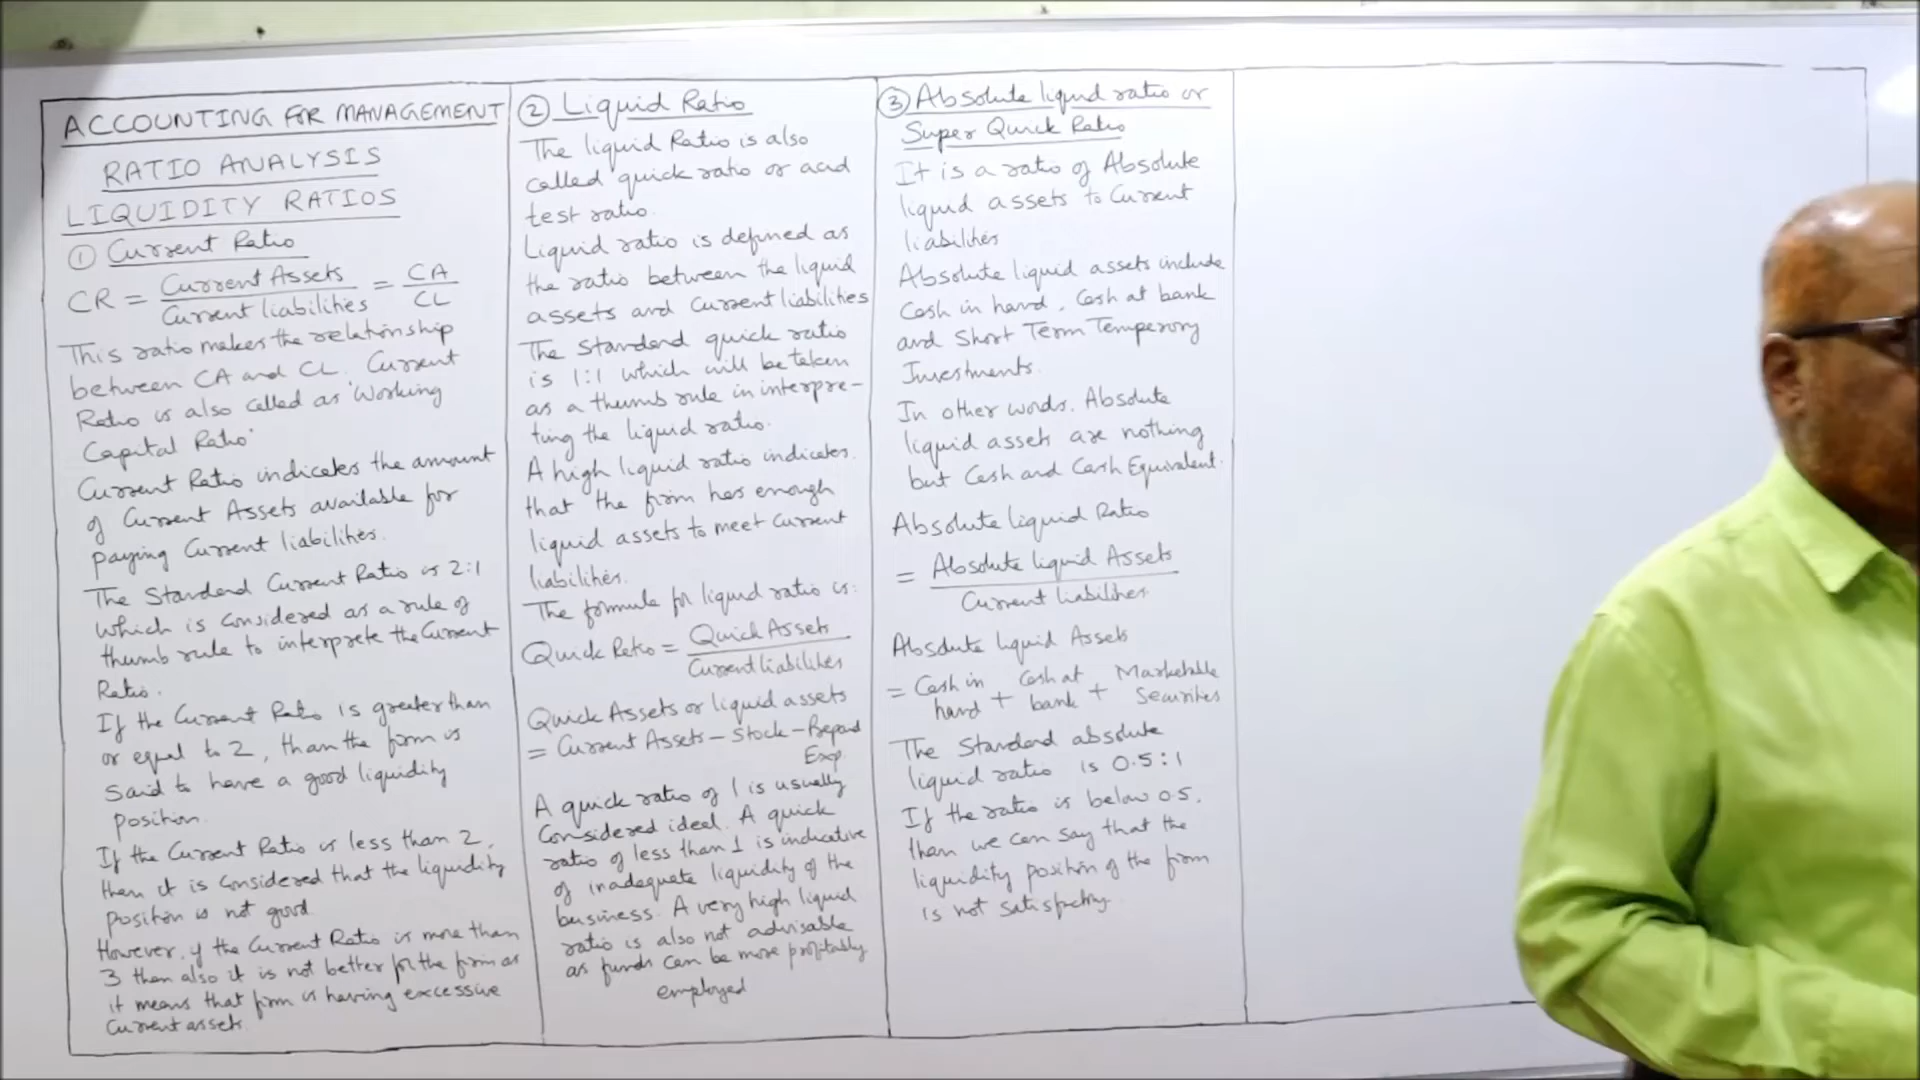 ACCOUNTING FOR MANAGEMENT
RATIO ANALYSIS
LIQUIDITY RATIOS
① Current Ratio
CR = Current Assets / Current liabilities = CA / CL
This ratio makes the relationship
between CA and CL. Current
Ratio is also called as 'Working
Capital Ratio'
Current Ratio indicates the amount
of Current Assets available for
paying Current liabilities.
The Standard Current Ratio is 2:1
which is considered as a rule of
thumb rule to interprete the Current
Ratio.
If the Current Ratio is greater than
or equal to 2, than the firm is
said to have a good liquidity
position.
If the Current Ratio is less than 2,
then it is considered that the liquidity
position is not good.
However, if the Current Ratio is more than
3 then also it is not better for the firm as
it means that firm is having excessive
Current assets.
② Liquid Ratio
The liquid Ratio is also
called quick ratio or acid
test ratio.
Liquid ratio is defined as
the ratio between the liquid
assets and Current liabilities
The Standard quick ratio
is 1:1 which will be taken
as a thumb rule in interpre-
ting the liquid ratio.
A high liquid ratio indicates.
that the firm has enough
liquid assets to meet Current
liabilities.
The formula for liquid ratio is:
Quick Ratio = Quick Assets / Current liabilities
Quick Assets or liquid assets
= Current Assets - Stock - Prepaid
Exp.
A quick ratio of 1 is usually
Considered ideal. A quick
ratio of less than 1 is indicative
of inadequate liquidity of the
business. A very high liquid
ratio is also not advisable
as funds can be more profitably
employed
③ Absolute liquid ratio or
Super Quick Ratio
It is a ratio of Absolute
liquid assets to Current
liabilities
Absolute liquid assets include
Cash in hand, Cash at bank
and Short Term Temperory
Investments.
In other words, Absolute
liquid assets are nothing
but Cash and Cash Equivalent.
Absolute liquid Ratio
= Absolute liquid Assets / Current liabilities
Absolute liquid Assets
= Cash in hand + Cash at bank + Marketable Securities
The Standard absolute
liquid ratio is 0.5:1
If the ratio is below 0.5,
then we can say that the
liquidity position of the firm
is not satisfactory.